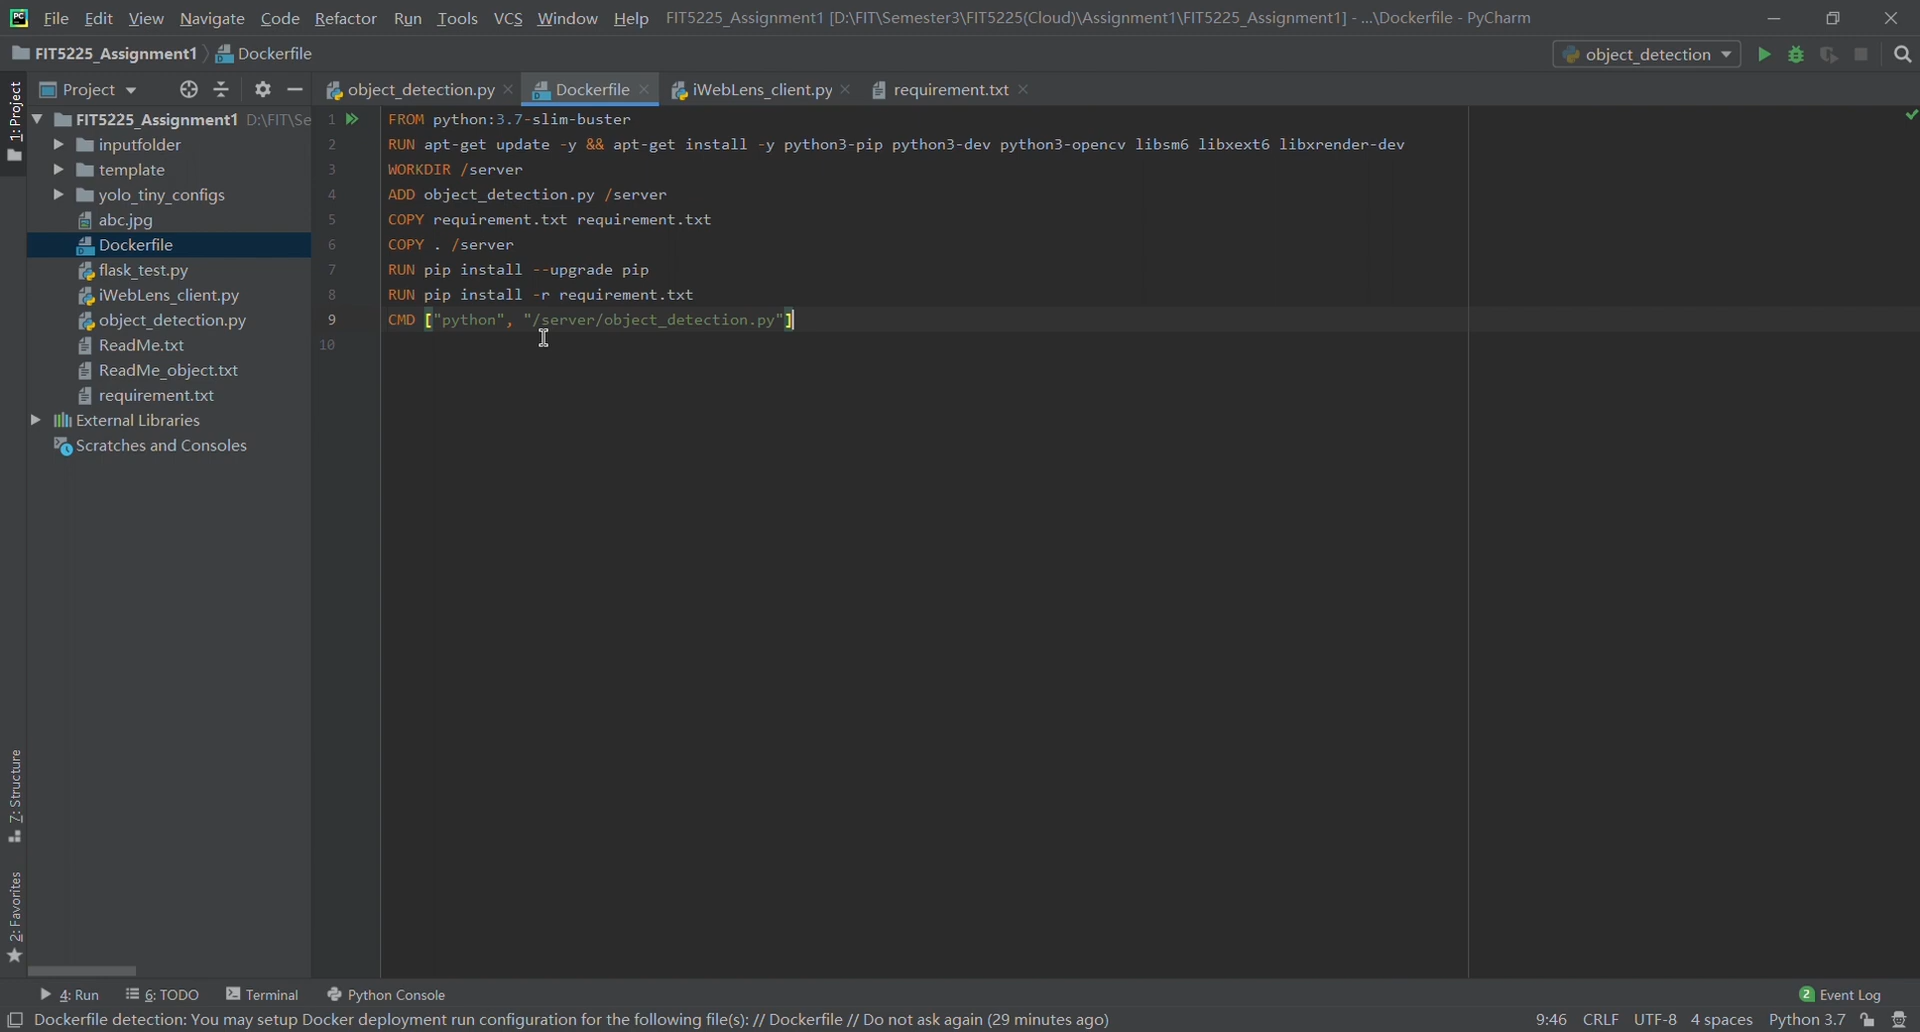 PC File Edit View Navigate Code Refactor Run Tools VCS Window Help FIT5225_Assignment1 [D:\FIT\Semester3\FIT5225(Cloud)\Assignment1\FIT5225_Assignment1] - ...\Dockerfile - PyCharm
FIT5225_Assignment1 Dockerfile object_detection
Project object_detection.py Dockerfile iWebLens_client.py requirement.txt
1: Project
FIT5225_Assignment1 D:\FIT\Se
inputfolder
template
yolo_tiny_configs
abc.jpg
Dockerfile
flask_test.py
iWebLens_client.py
object_detection.py
ReadMe.txt
ReadMe_object.txt
requirement.txt
External Libraries
Scratches and Consoles
1 FROM python:3.7-slim-buster
2 RUN apt-get update -y && apt-get install -y python3-pip python3-dev python3-opencv libsm6 libxext6 libxrender-dev
3 WORKDIR /server
4 ADD object_detection.py /server
5 COPY requirement.txt requirement.txt
6 COPY . /server
7 RUN pip install --upgrade pip
8 RUN pip install -r requirement.txt
9 CMD ["python", "/server/object_detection.py"]
10
7: Structure
2: Favorites
4: Run 6: TODO Terminal Python Console 2 Event Log
Dockerfile detection: You may setup Docker deployment run configuration for the following file(s): // Dockerfile // Do not ask again (29 minutes ago) 9:46 CRLF UTF-8 4 spaces Python 3.7